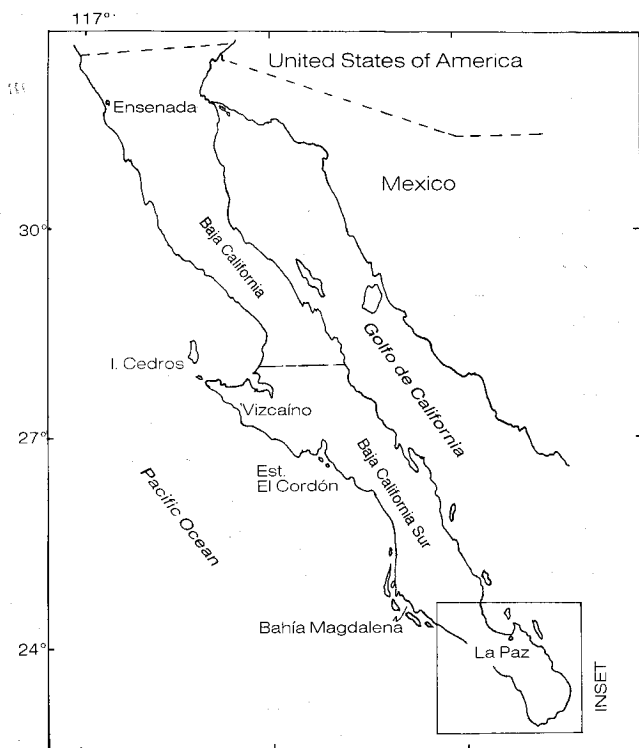 117°
United States of America
Ensenada
Mexico
30°
Baja California
Golfo de California
I. Cedros
Vizcaíno
27°
Est.
El Cordón
Baja California Sur
Pacific Ocean
Bahía Magdalena
24°
La Paz
INSET